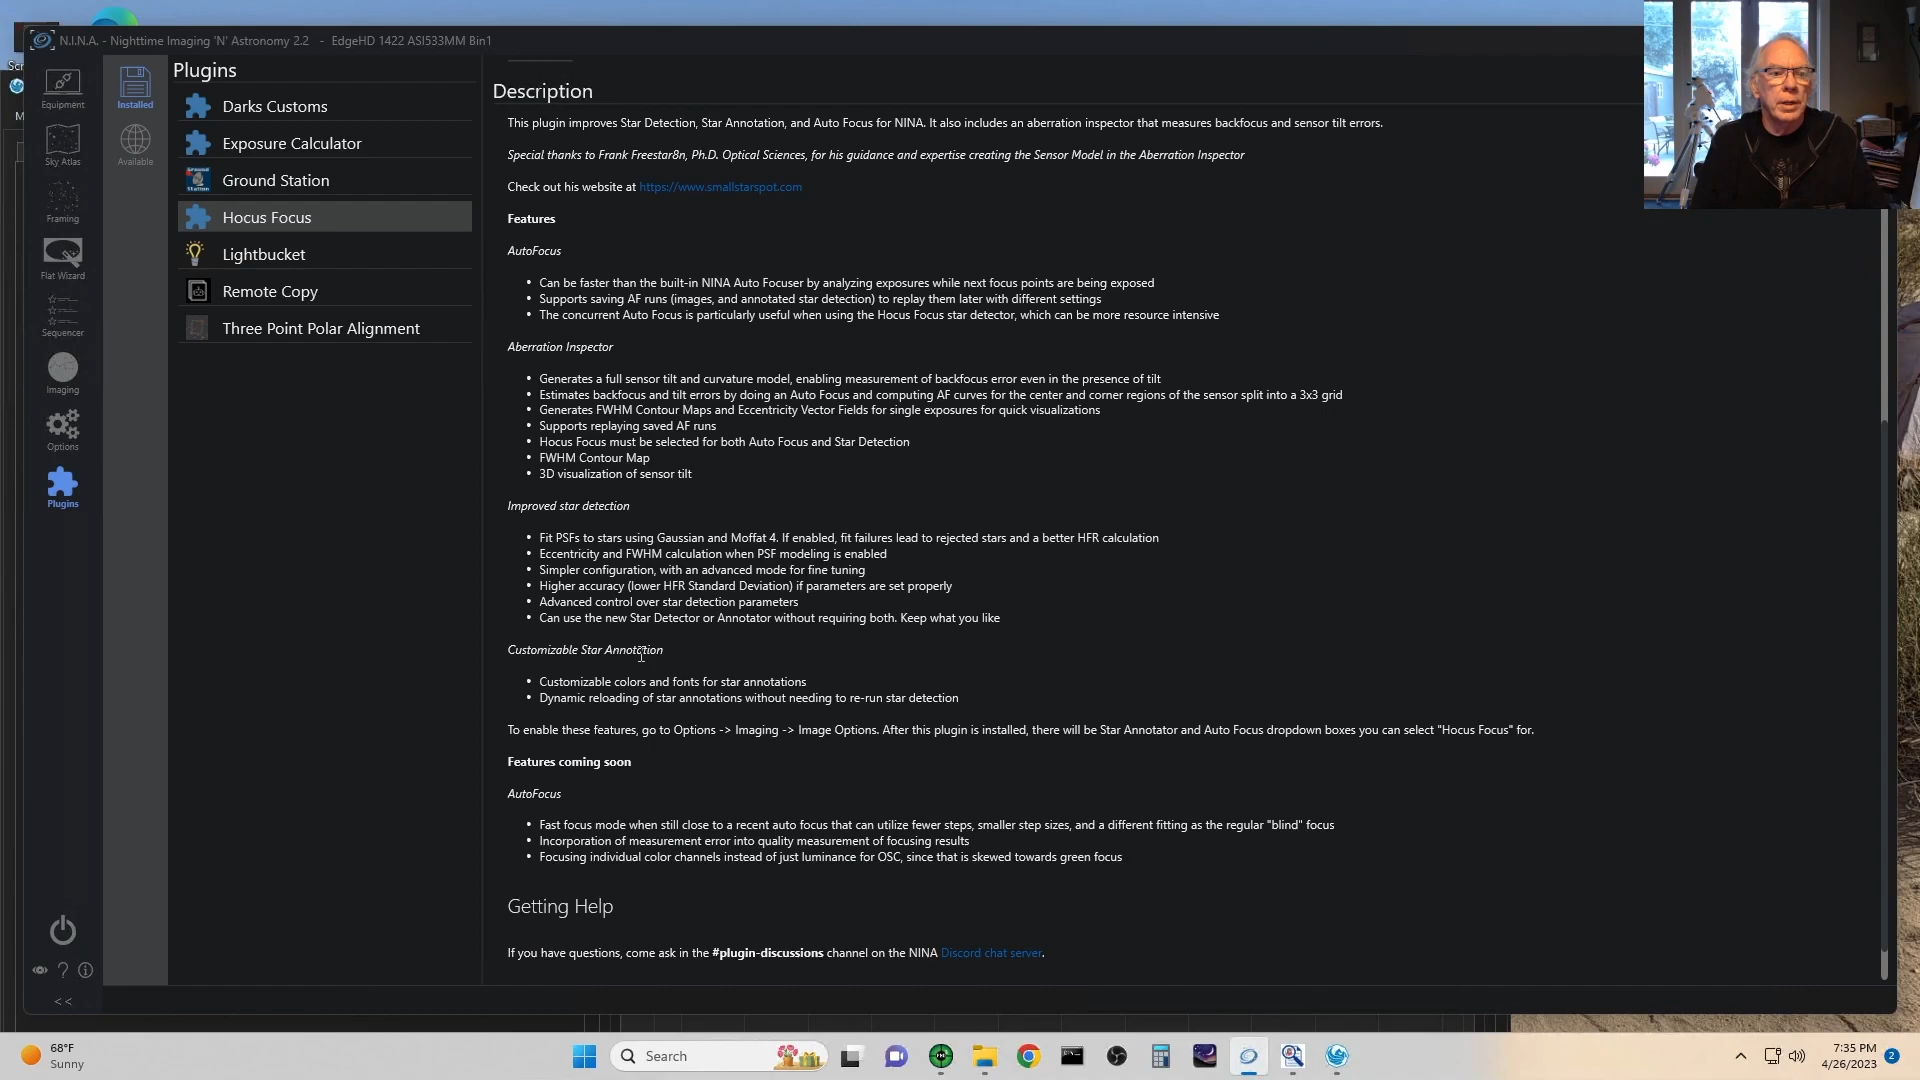 N.I.N.A. - Nighttime Imaging 'N' Astronomy 2.2 - EdgeHD 1422 ASI533MM Bin1
Equipment
Sky Atlas
Framing
Flat Wizard
Sequencer
Imaging
Options
Plugins
<<
Installed
Available
Plugins
Darks Customs
Exposure Calculator
Ground Station
Hocus Focus
Lightbucket
Remote Copy
Three Point Polar Alignment
Description
This plugin improves Star Detection, Star Annotation, and Auto Focus for NINA. It also includes an aberration inspector that measures backfocus and sensor tilt errors.
Special thanks to Frank Freestar8n, Ph.D. Optical Sciences, for his guidance and expertise creating the Sensor Model in the Aberration Inspector
Check out his website at https://www.smallstarspot.com
Features
AutoFocus
• Can be faster than the built-in NINA Auto Focuser by analyzing exposures while next focus points are being exposed
• Supports saving AF runs (images, and annotated star detection) to replay them later with different settings
• The concurrent Auto Focus is particularly useful when using the Hocus Focus star detector, which can be more resource intensive
Aberration Inspector
• Generates a full sensor tilt and curvature model, enabling measurement of backfocus error even in the presence of tilt
• Estimates backfocus and tilt errors by doing an Auto Focus and computing AF curves for the center and corner regions of the sensor split into a 3x3 grid
• Generates FWHM Contour Maps and Eccentricity Vector Fields for single exposures for quick visualizations
• Supports replaying saved AF runs
• Hocus Focus must be selected for both Auto Focus and Star Detection
• FWHM Contour Map
• 3D visualization of sensor tilt
Improved star detection
• Fit PSFs to stars using Gaussian and Moffat 4. If enabled, fit failures lead to rejected stars and a better HFR calculation
• Eccentricity and FWHM calculation when PSF modeling is enabled
• Simpler configuration, with an advanced mode for fine tuning
• Higher accuracy (lower HFR Standard Deviation) if parameters are set properly
• Advanced control over star detection parameters
• Can use the new Star Detector or Annotator without requiring both. Keep what you like
Customizable Star Annotation
• Customizable colors and fonts for star annotations
• Dynamic reloading of star annotations without needing to re-run star detection
To enable these features, go to Options -> Imaging -> Image Options. After this plugin is installed, there will be Star Annotator and Auto Focus dropdown boxes you can select "Hocus Focus" for.
Features coming soon
AutoFocus
• Fast focus mode when still close to a recent auto focus that can utilize fewer steps, smaller step sizes, and a different fitting as the regular "blind" focus
• Incorporation of measurement error into quality measurement of focusing results
• Focusing individual color channels instead of just luminance for OSC, since that is skewed towards green focus
Getting Help
If you have questions, come ask in the #plugin-discussions channel on the NINA Discord chat server.
68°F
Sunny
Search
7:35 PM
4/26/2023
2